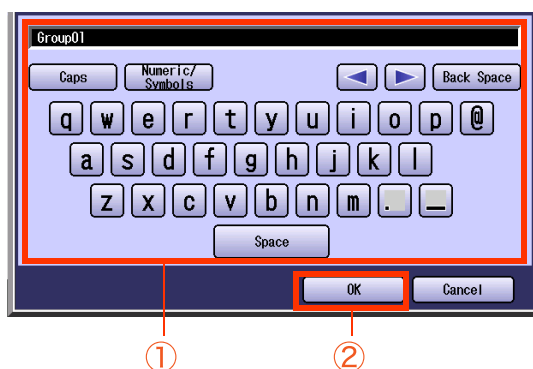 Group01
Caps Numeric/ Symbols Back Space
q w e r t y u i o p @
a s d f g h j k l
z x c v b n m . _
Space
OK Cancel
① ②